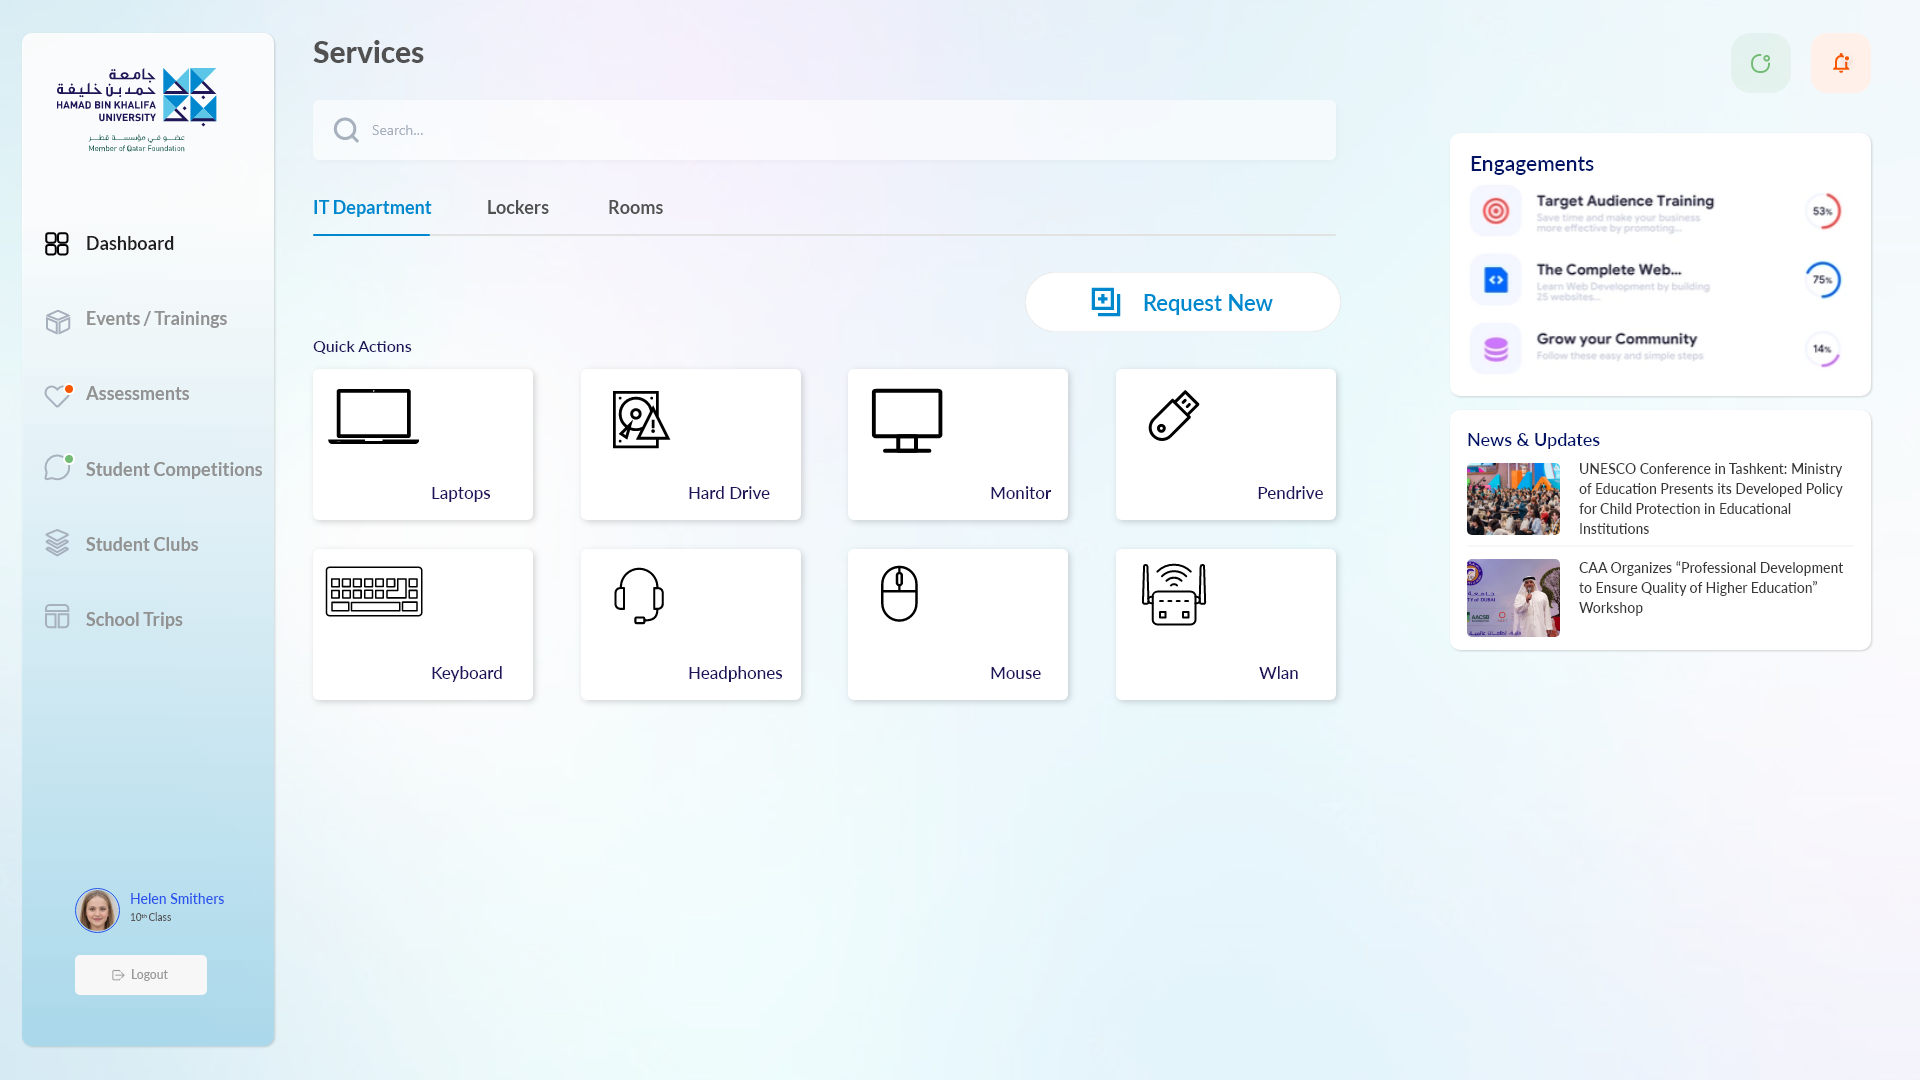 جامعة
حمد بن خليفة
HAMAD BIN KHALIFA
UNIVERSITY
عضو في مؤسسة قطر
Member of Qatar Foundation
Dashboard
Events / Trainings
Assessments
Student Competitions
Student Clubs
School Trips
Helen Smithers
10th Class
Logout
Services
Search...
IT Department
Lockers
Rooms
Request New
Quick Actions
Laptops
Hard Drive
Monitor
Pendrive
Keyboard
Headphones
Mouse
Wlan
Engagements
Target Audience Training
Save time and make your business
more effective by promoting...
53%
The Complete Web...
Learn Web Development by building
25 websites...
75%
Grow your Community
Follow these easy and simple steps
14%
News & Updates
UNESCO Conference in Tashkent: Ministry
of Education Presents its Developed Policy
for Child Protection in Educational
Institutions
CAA Organizes “Professional Development
to Ensure Quality of Higher Education”
Workshop
AACSB